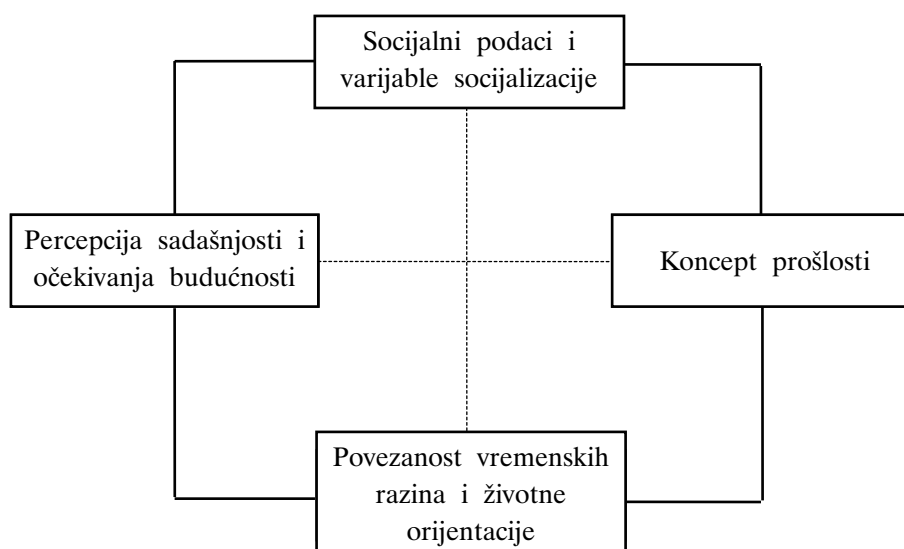 Socijalni podaci i
varijable socijalizacije
Percepcija sadašnjosti i
očekivanja budućnosti
Koncept prošlosti
Povezanost vremenskih
razina i životne
orijentacije